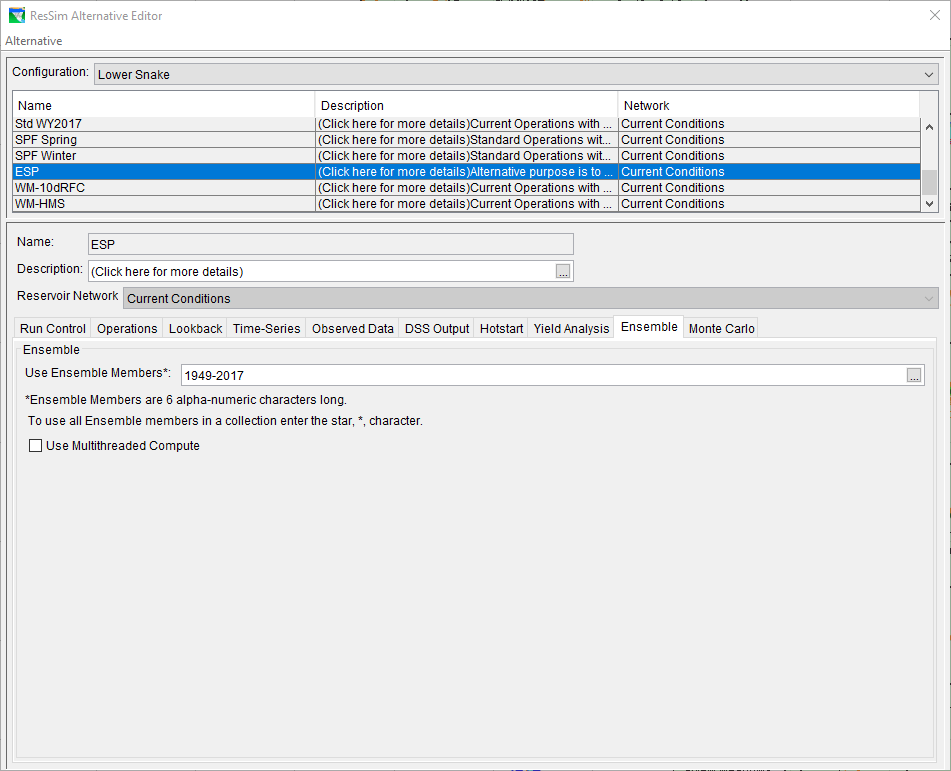 ResSim Alternative Editor
Alternative
Configuration: Lower Snake
Name Description Network
Std WY2017 (Click here for more details)Current Operations with ... Current Conditions
SPF Spring (Click here for more details)Standard Operations wit... Current Conditions
SPF Winter (Click here for more details)Standard Operations wit... Current Conditions
ESP (Click here for more details)Alternative purpose is to ... Current Conditions
WM-10dRFC (Click here for more details)Current Operations with ... Current Conditions
WM-HMS (Click here for more details)Current Operations with ... Current Conditions
Name: ESP
Description: (Click here for more details) ...
Reservoir Network Current Conditions
Run Control Operations Lookback Time-Series Observed Data DSS Output Hotstart Yield Analysis Ensemble Monte Carlo
Ensemble
Use Ensemble Members*: 1949-2017 ...
*Ensemble Members are 6 alpha-numeric characters long.
To use all Ensemble members in a collection enter the star, *, character.
Use Multithreaded Compute